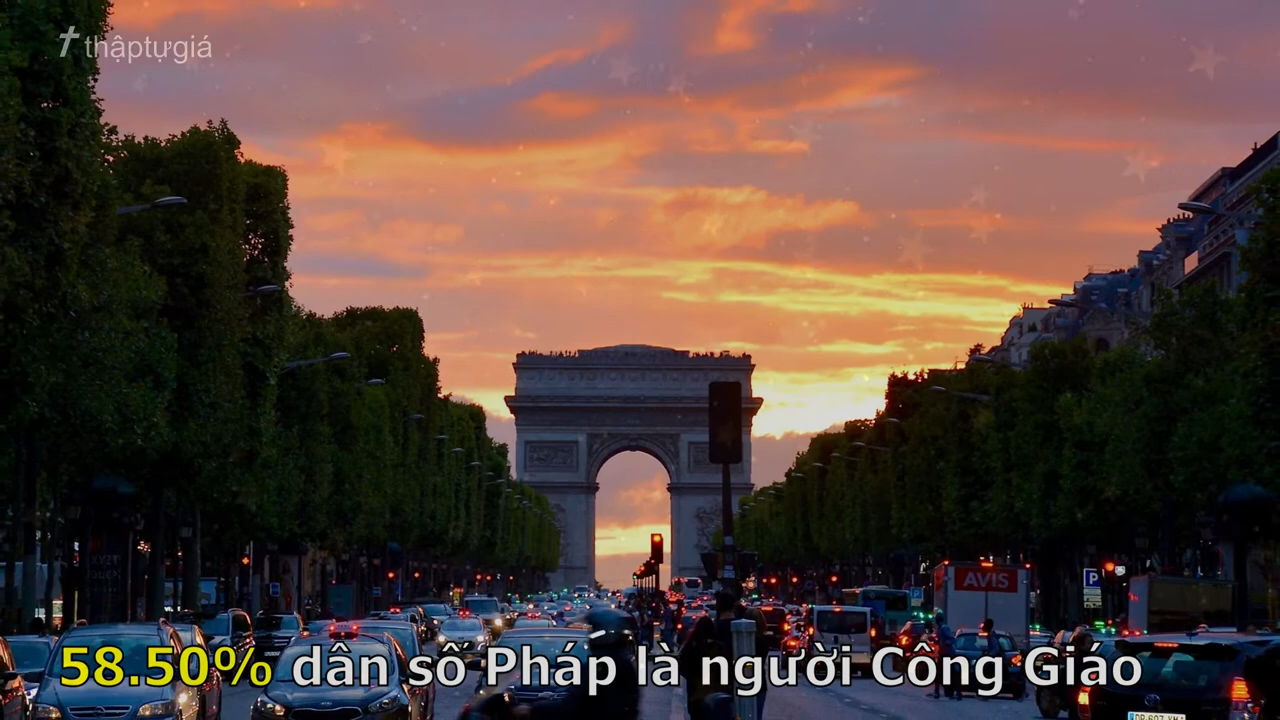 thậptựgiá
AVIS
P
58.50% dân số Pháp là người Công Giáo